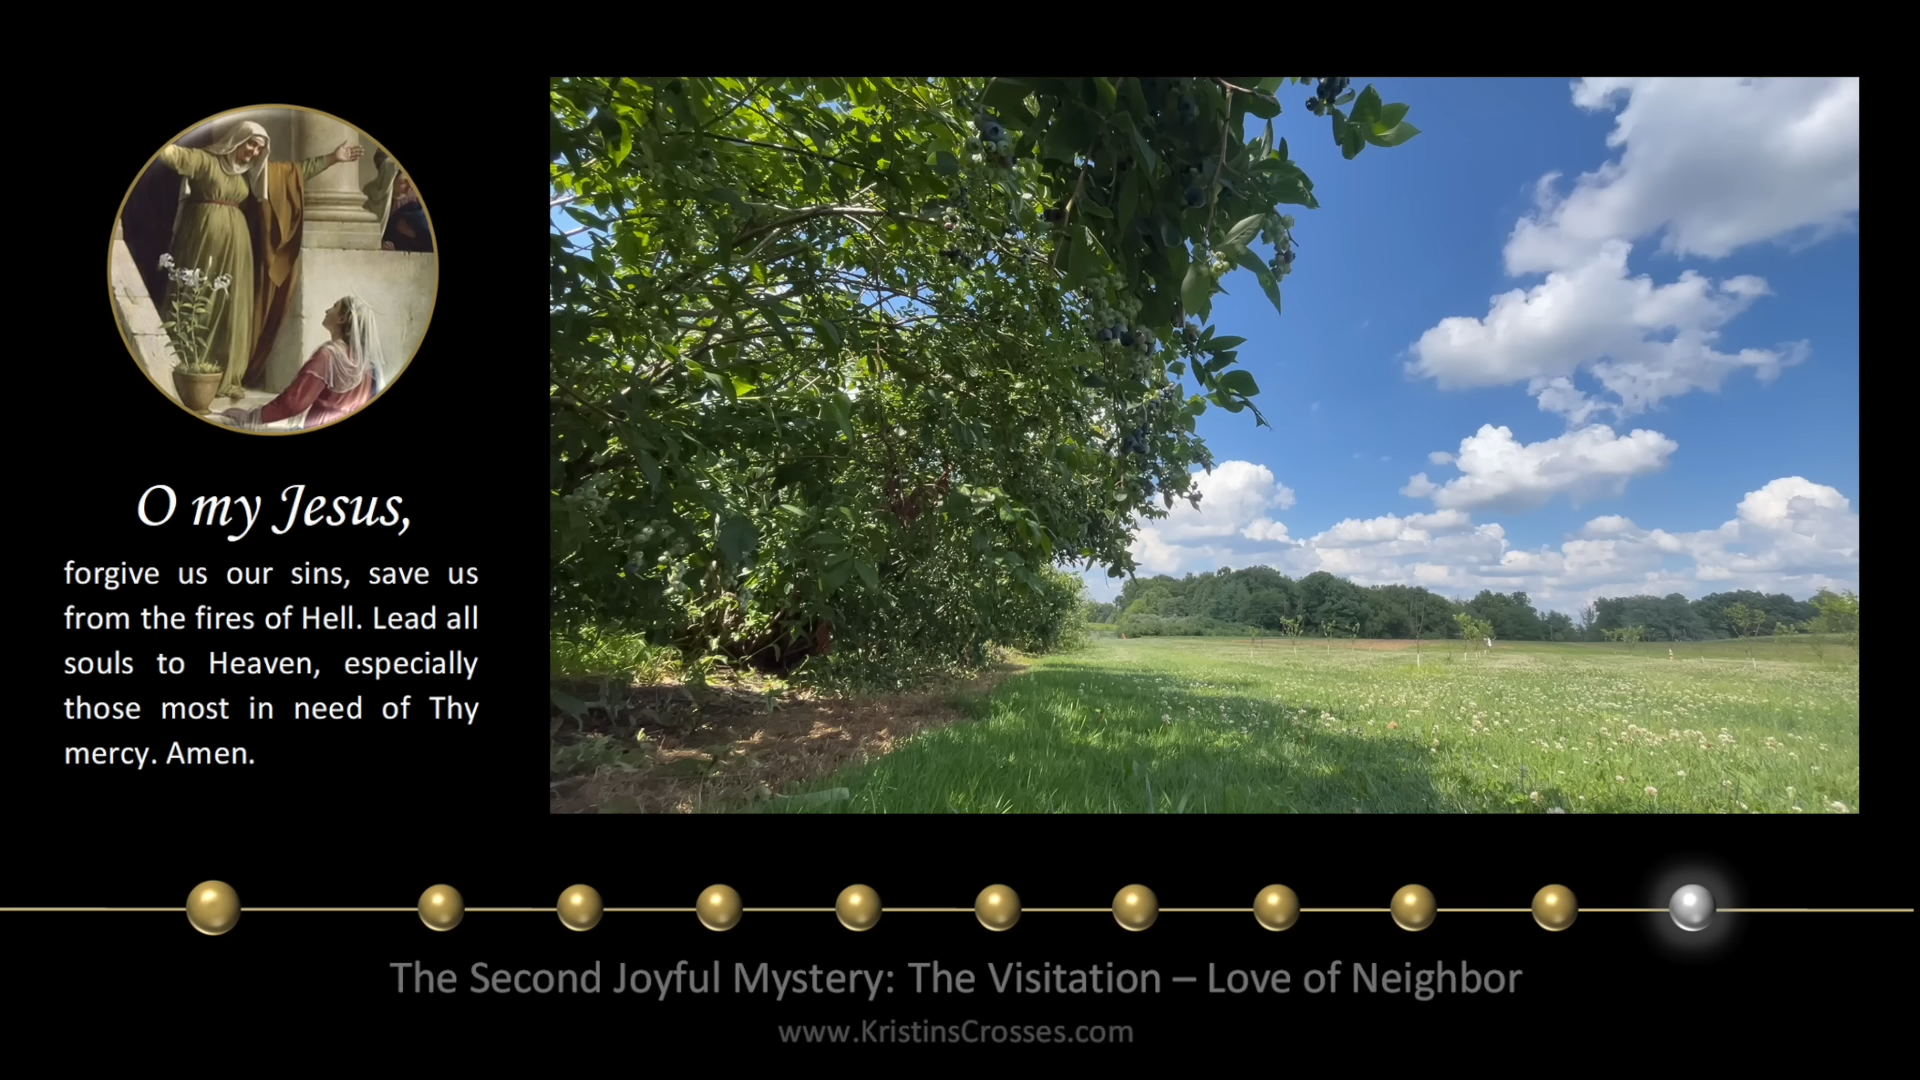 O my Jesus,
forgive us our sins, save us
from the fires of Hell. Lead all
souls to Heaven, especially
those most in need of Thy
mercy. Amen.
The Second Joyful Mystery: The Visitation – Love of Neighbor
www.KristinsCrosses.com